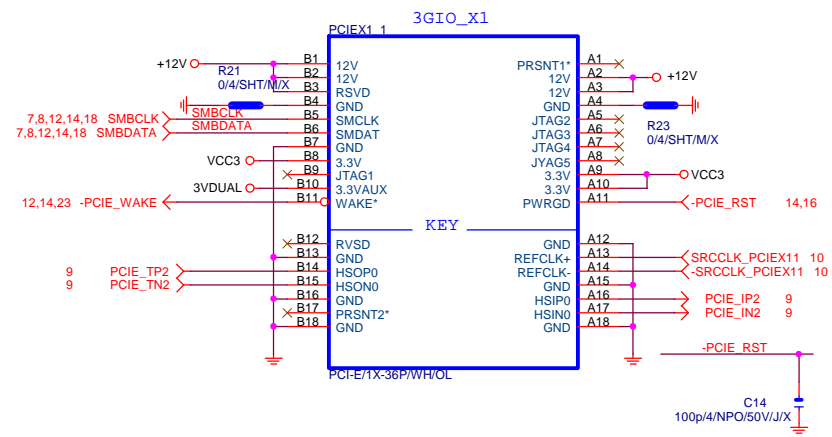 3GIO_X1
PCIEX1_1
+12V
R21
0/4/SHT/M/X
B1 12V
B2 12V
B3 RSVD
B4 GND
7,8,12,14,18 SMBCLK SMBCLK B5 SMCLK
7,8,12,14,18 SMBDATA SMBDATA B6 SMDAT
B7 GND
VCC3 B8 3.3V
B9 JTAG1
3VDUAL B10 3.3VAUX
12,14,23 -PCIE_WAKE B11 WAKE*
KEY
B12 RVSD
B13 GND
9 PCIE_TP2 B14 HSOP0
9 PCIE_TN2 B15 HSON0
B16 GND
B17 PRSNT2*
B18 GND
PRSNT1* A1
12V A2 +12V
12V A3
GND A4
R23
0/4/SHT/M/X
JTAG2 A5
JTAG3 A6
JTAG4 A7
JYAG5 A8
3.3V A9 VCC3
3.3V A10
PWRGD A11 -PCIE_RST 14,16
GND A12
REFCLK+ A13 SRCCLK_PCIEX11 10
REFCLK- A14 -SRCCLK_PCIEX11 10
GND A15
HSIP0 A16 PCIE_IP2 9
HSIN0 A17 PCIE_IN2 9
GND A18
PCI-E/1X-36P/WH/OL
-PCIE_RST
C14
100p/4/NPO/50V/J/X